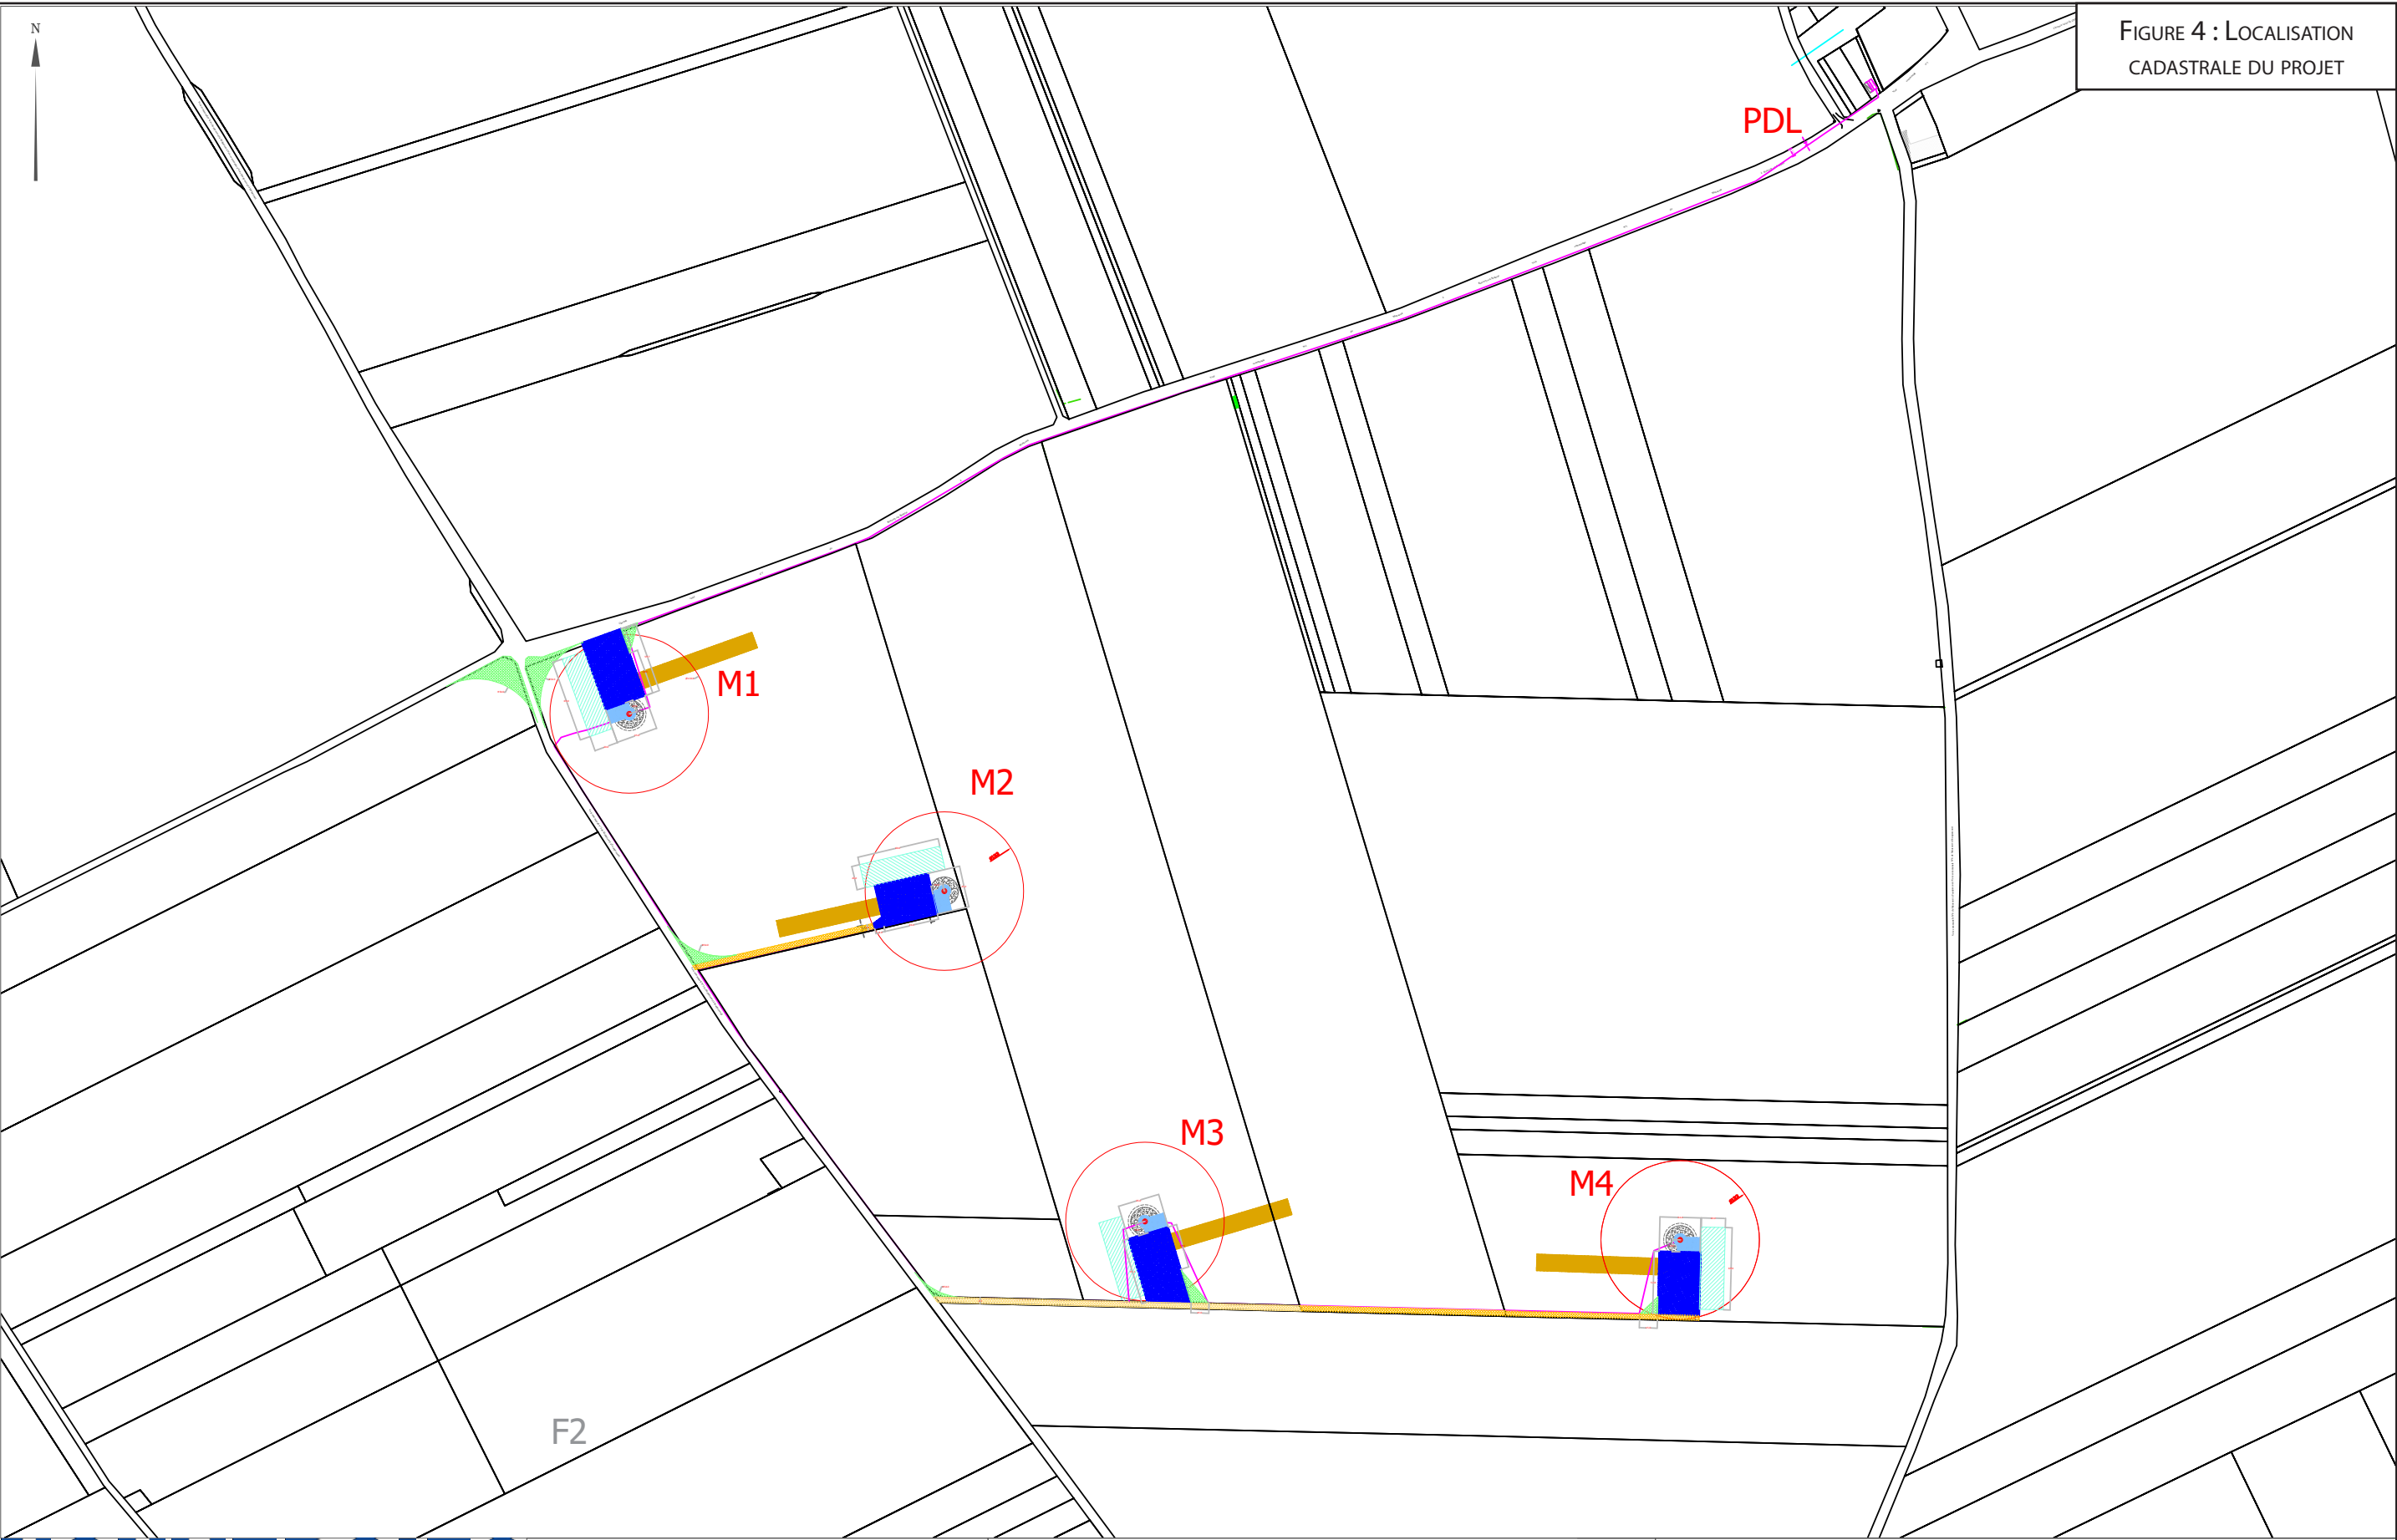 N
FIGURE 4 : LOCALISATION
CADASTRALE DU PROJET
PDL
M1
M2
M3
M4
F2